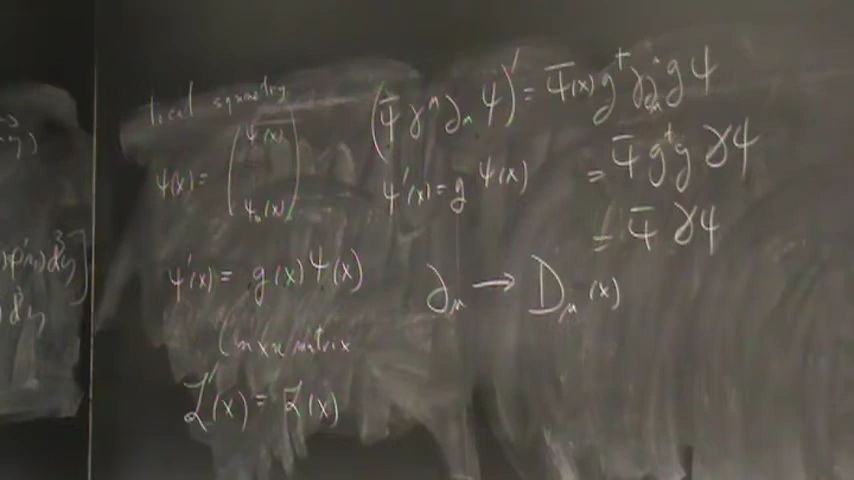 local symmetry
ψ(x) = ( ψ₁(x) ψₙ(x) )
ψ'(x) = g(x) ψ(x)
n x n matrix
ℒ'(x) = ℒ(x)
(ψ̄ γ^μ ∂_μ ψ)' = ψ̄(x) g† γ ∂_μ g ψ
ψ'(x) = g ψ(x)
= ψ̄ g† g ∂ψ
= ψ̄ ∂ψ
∂_μ → D_μ(x)